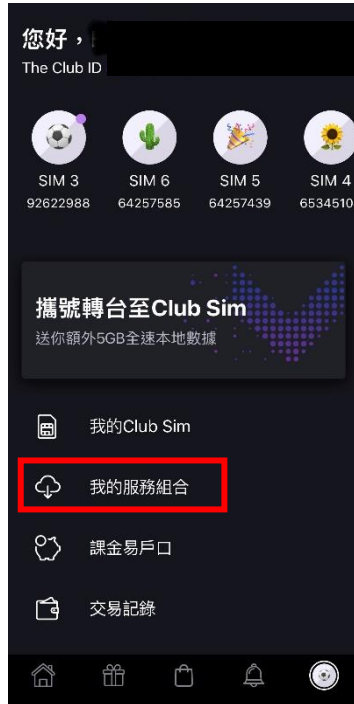 您好，
The Club ID
SIM 3
SIM 6
SIM 5
SIM 4
92622988
64257585
64257439
6534510
攜號轉台至Club Sim
送你額外5GB全速本地數據
我的Club Sim
我的服務組合
課金易戶口
交易記錄